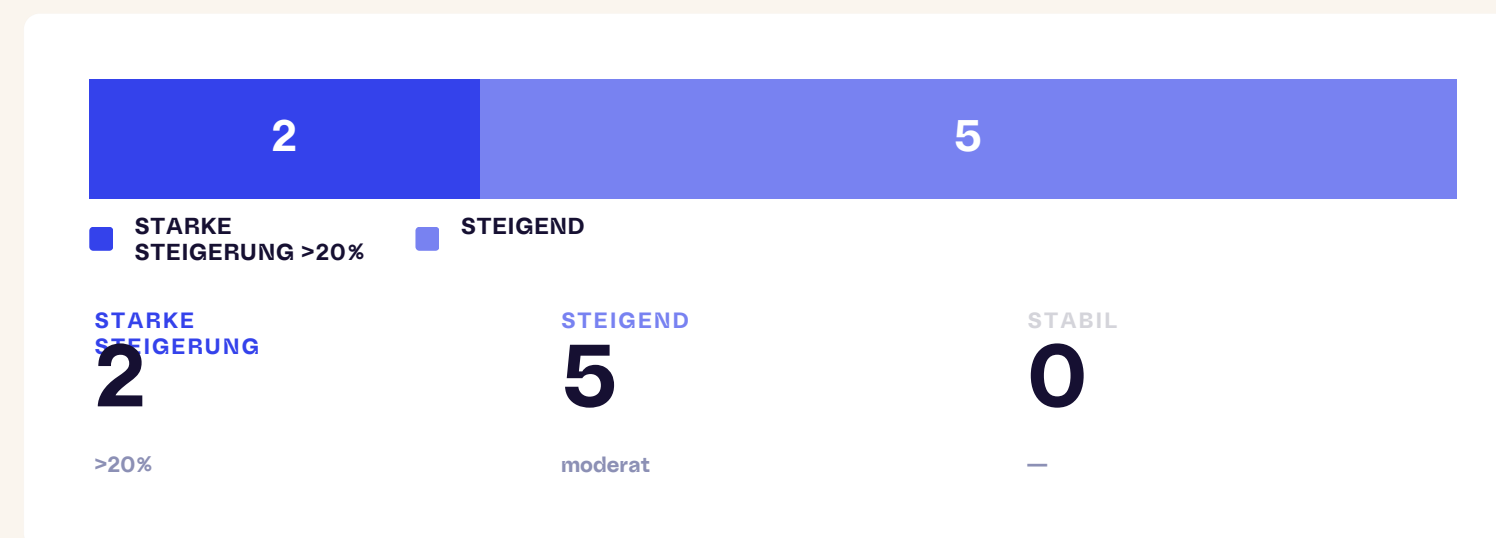 2
5
STARKE
STEIGERUNG >20%
STEIGEND
STARKE
STEIGERUNG
2
>20%
STEIGEND
5
moderat
STABIL
0
—